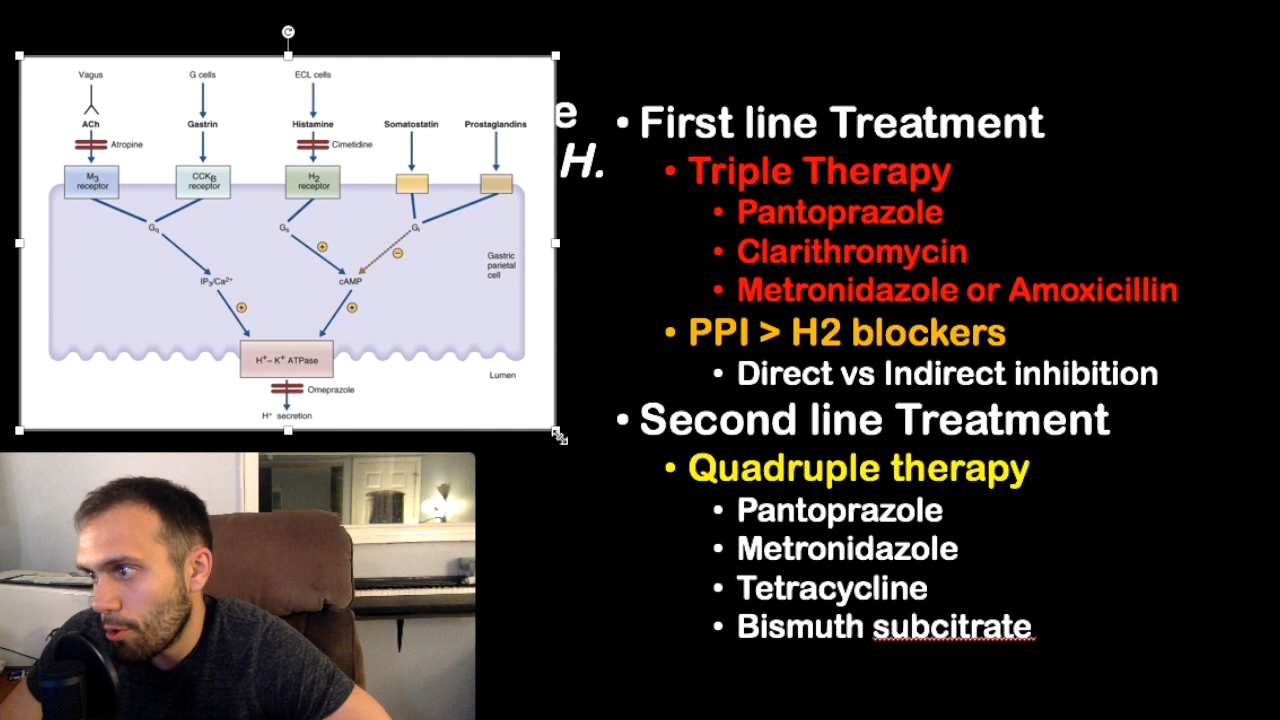 Vagus G cells ECL cells
ACh Gastrin Histamine Somatostatin Prostaglandins
Atropine Cimetidine
M3 receptor CCKB receptor H2 receptor
Gq Gs Gi
+ −
Gastric parietal cell
IP3/Ca2+ cAMP
+ +
H+– K+ ATPase
Lumen
Omeprazole
H+ secretion
e
H.
• First line Treatment
• Triple Therapy
• Pantoprazole
• Clarithromycin
• Metronidazole or Amoxicillin
• PPI > H2 blockers
• Direct vs Indirect inhibition
• Second line Treatment
• Quadruple therapy
• Pantoprazole
• Metronidazole
• Tetracycline
• Bismuth subcitrate